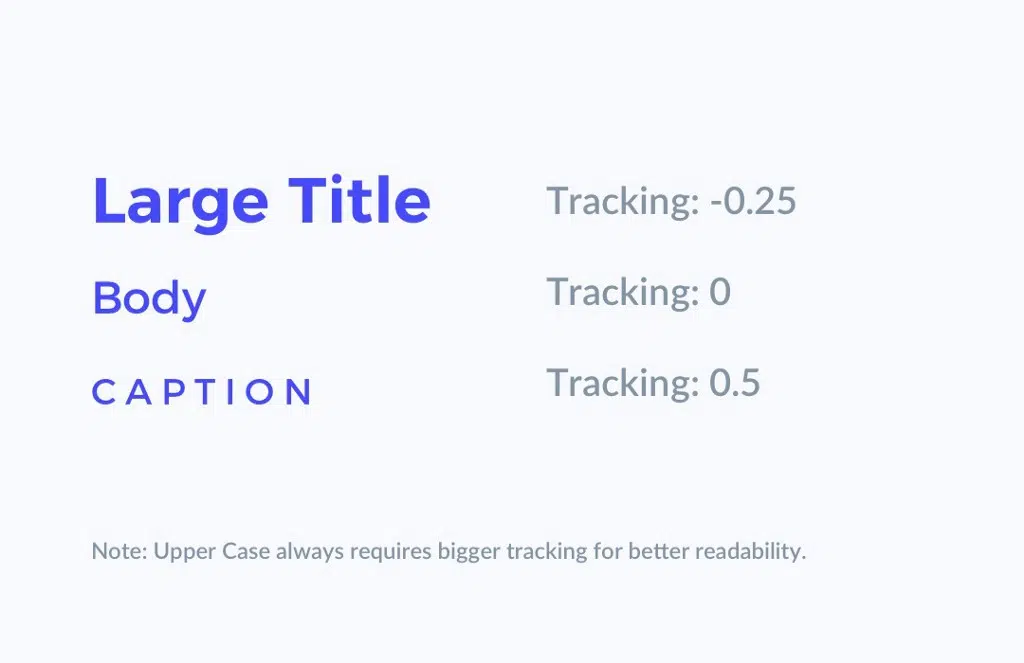 Large Title
Tracking: -0.25
Body
Tracking: 0
CAPTION
Tracking: 0.5
Note: Upper Case always requires bigger tracking for better readability.